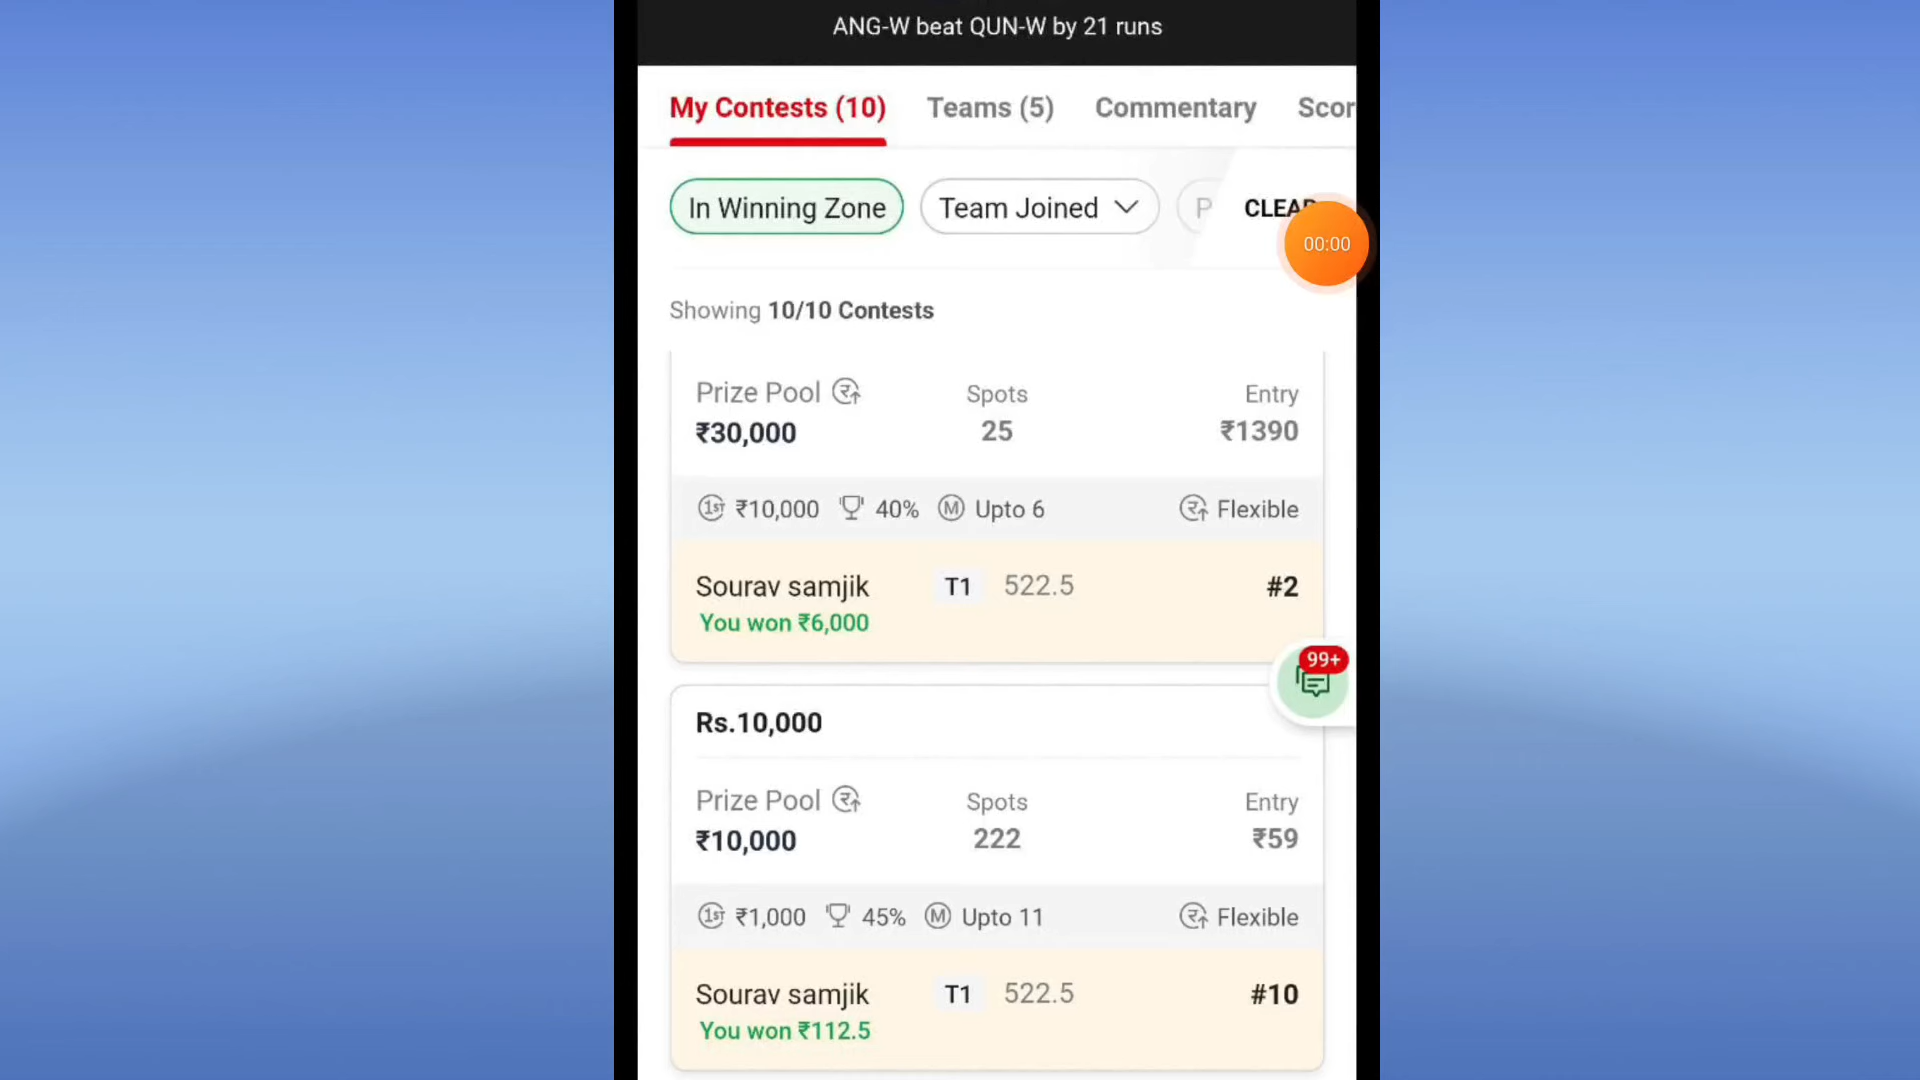 ANG-W beat QUN-W by 21 runs
My Contests (10) Teams (5) Commentary Scor
In Winning Zone Team Joined P CLEAR
00:00
Showing 10/10 Contests
Prize Pool Spots Entry
₹30,000 25 ₹1390
1ST ₹10,000 40% M Upto 6 Flexible
Sourav samjik T1 522.5 #2
You won ₹6,000
99+
Rs.10,000
Prize Pool Spots Entry
₹10,000 222 ₹59
1ST ₹1,000 45% M Upto 11 Flexible
Sourav samjik T1 522.5 #10
You won ₹112.5